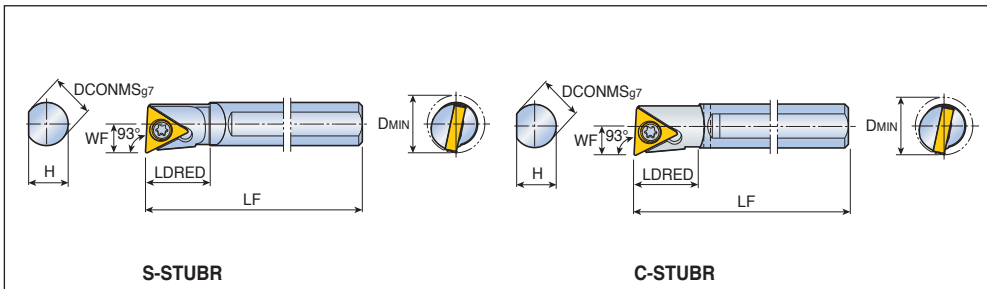 DCONMSg7
WF
93°
H
LDRED
LF
DMIN
S-STUBR
DCONMSg7
WF
93°
H
LDRED
LF
DMIN
C-STUBR